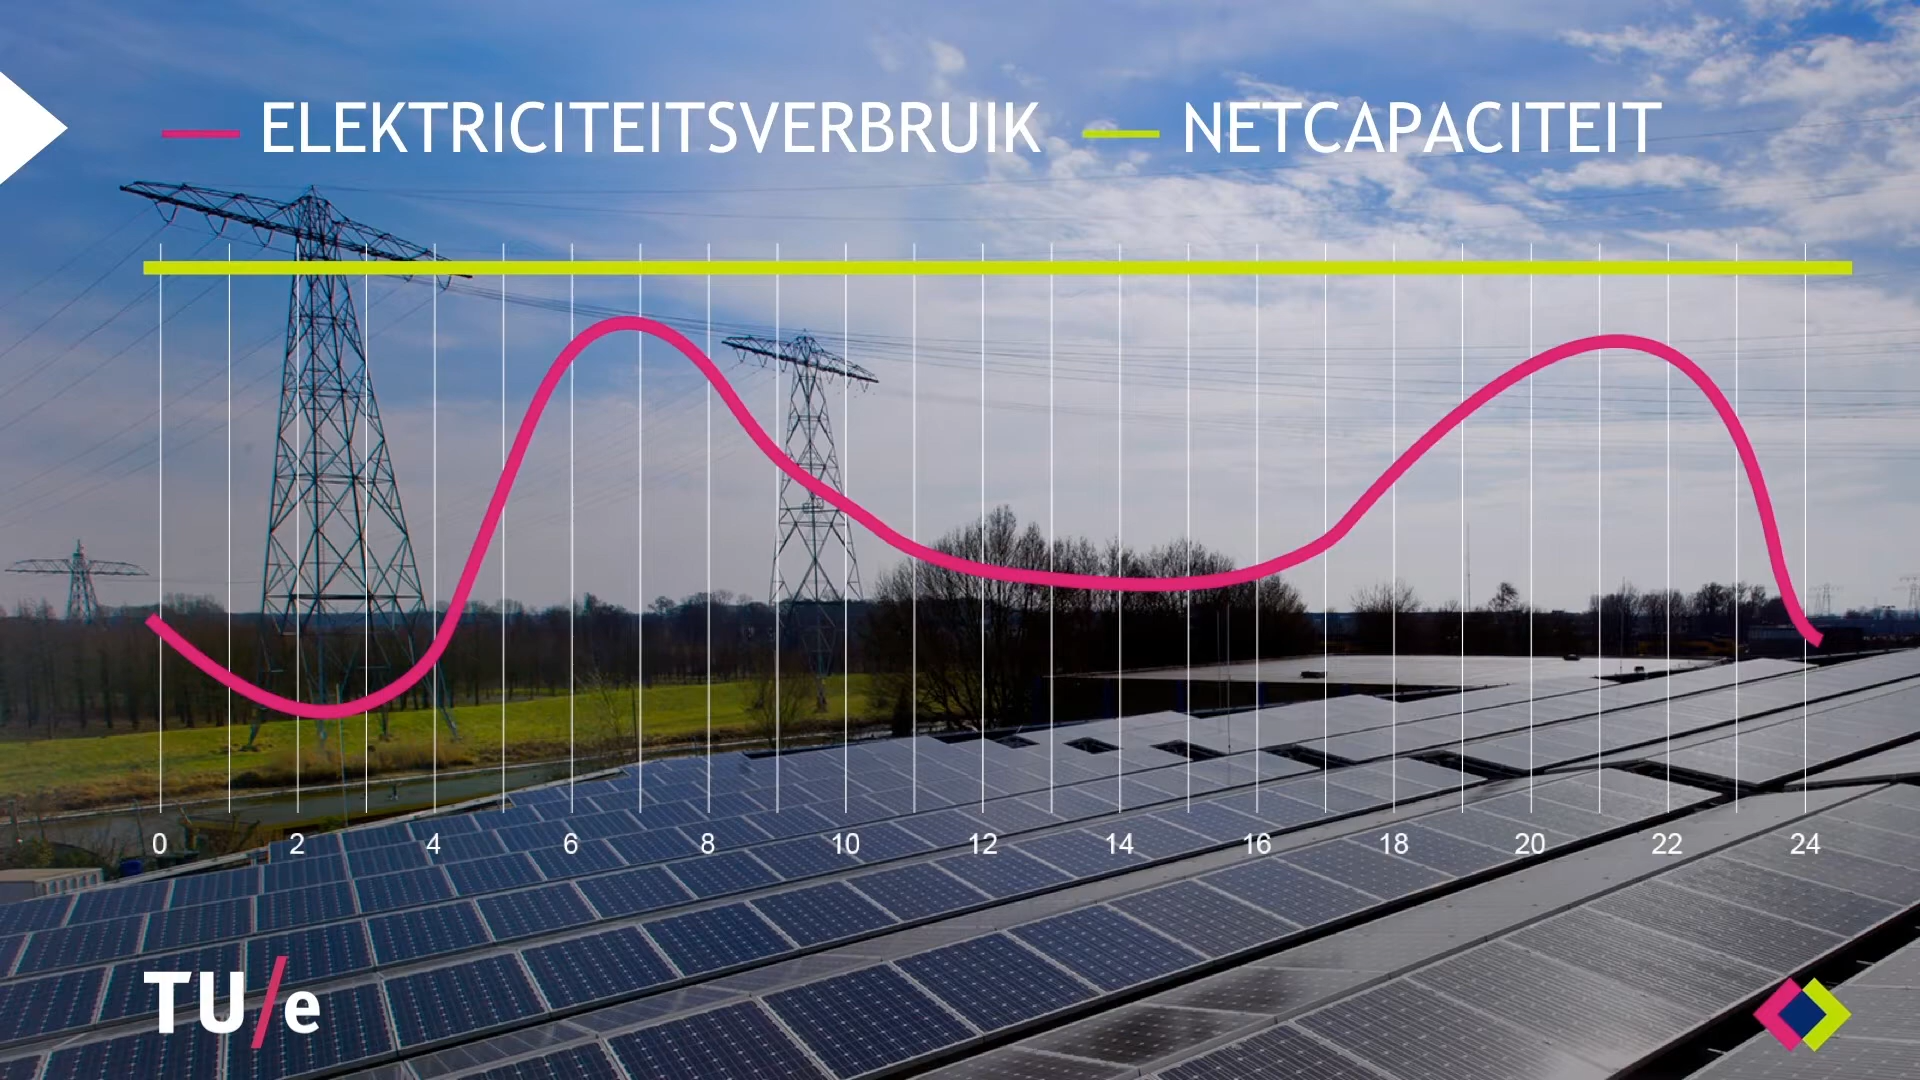 ELEKTRICITEITSVERBRUIK NETCAPACITEIT
0 2 4 6 8 10 12 14 16 18 20 22 24
TU/e